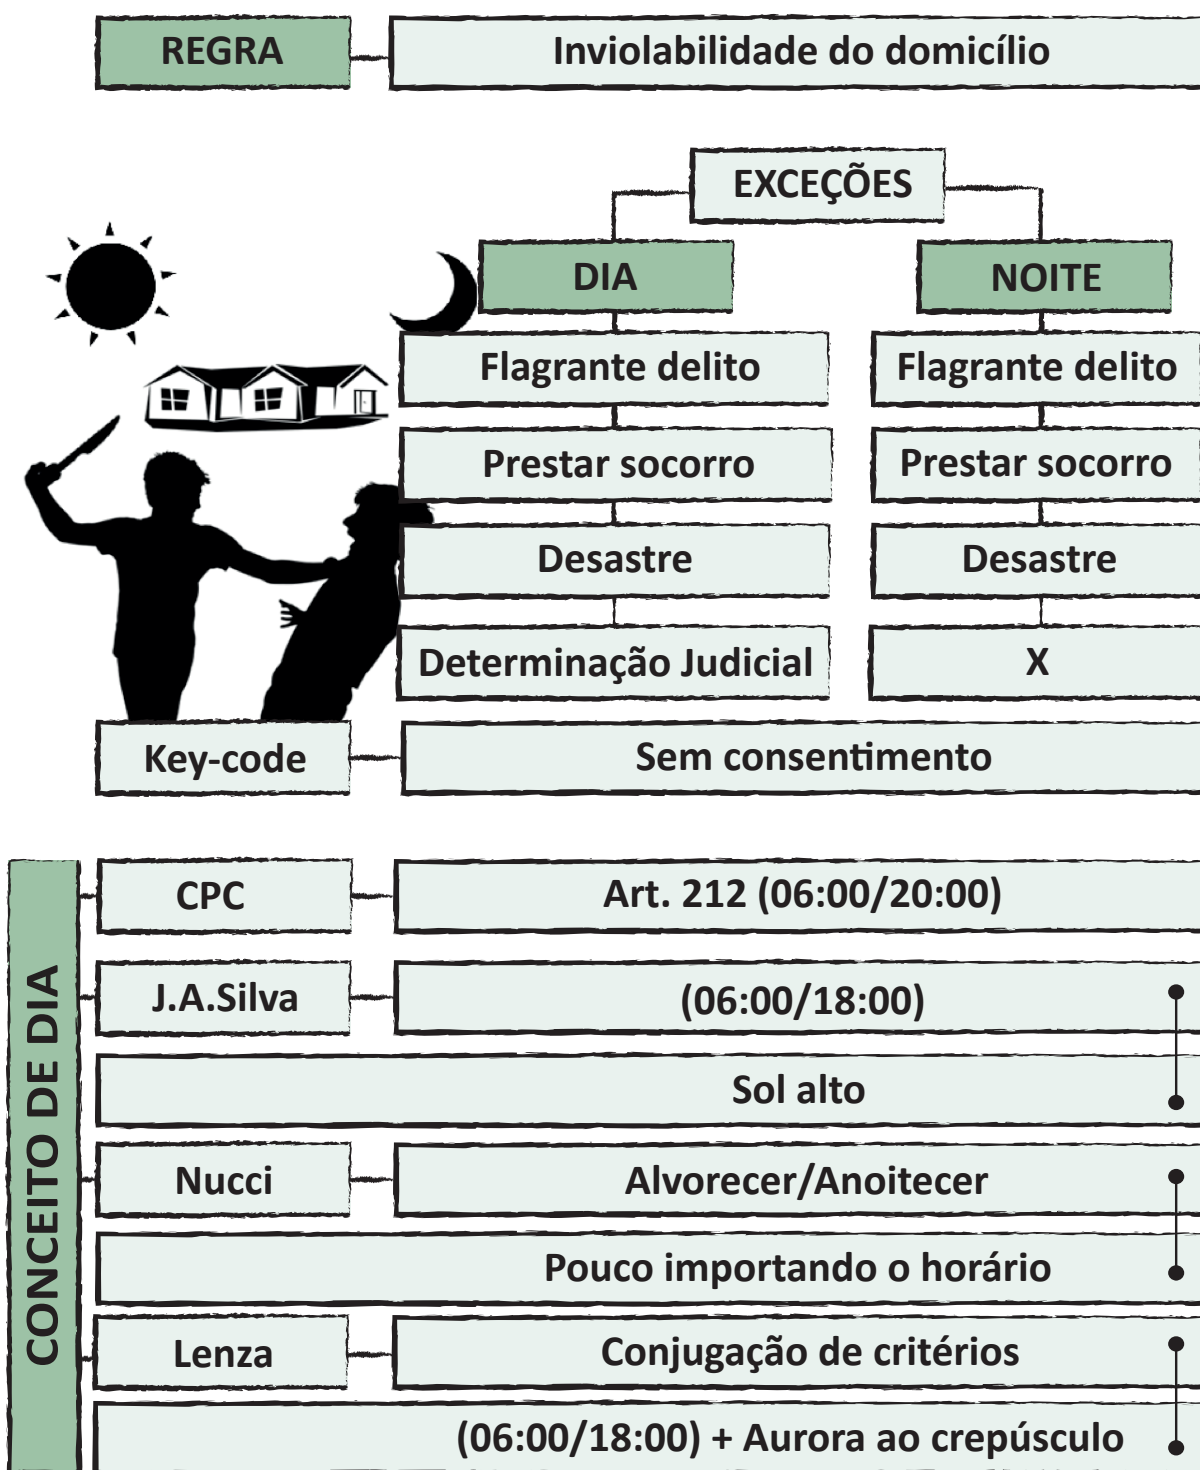 REGRA
Inviolabilidade do domicílio
EXCEÇÕES
DIA
NOITE
Flagrante delito
Flagrante delito
Prestar socorro
Prestar socorro
Desastre
Desastre
Determinação Judicial
X
Key-code
Sem consentimento
CONCEITO DE DIA
CPC
Art. 212 (06:00/20:00)
J.A.Silva
(06:00/18:00)
Sol alto
Nucci
Alvorecer/Anoitecer
Pouco importando o horário
Lenza
Conjugação de critérios
(06:00/18:00) + Aurora ao crepúsculo